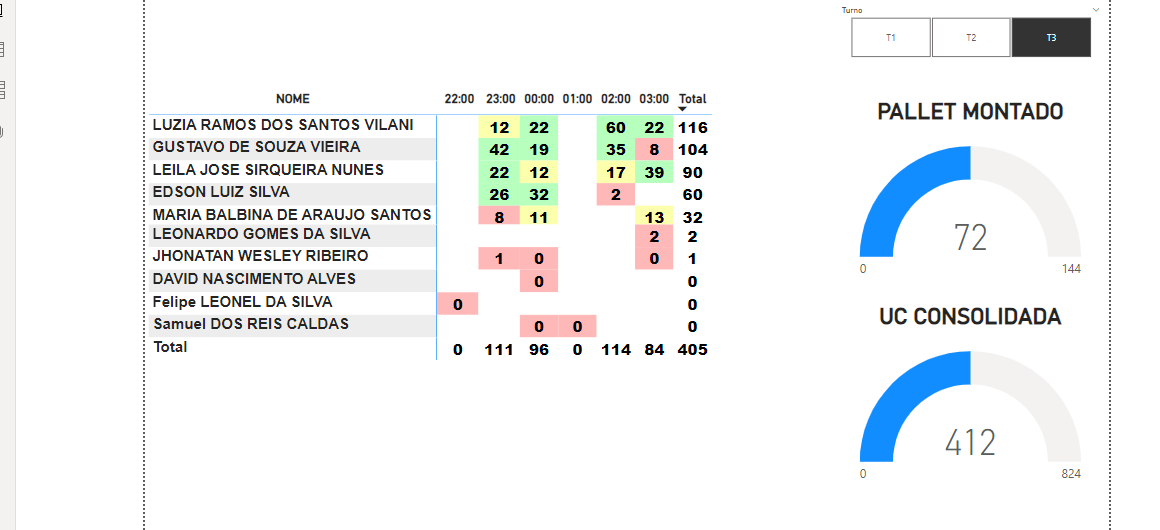 Turno
T1 T2 T3
NOME 22:00 23:00 00:00 01:00 02:00 03:00 Total
LUZIA RAMOS DOS SANTOS VILANI 12 22 60 22 116
GUSTAVO DE SOUZA VIEIRA 42 19 35 8 104
LEILA JOSE SIRQUEIRA NUNES 22 12 17 39 90
EDSON LUIZ SILVA 26 32 2 60
MARIA BALBINA DE ARAUJO SANTOS 8 11 13 32
LEONARDO GOMES DA SILVA 2 2
JHONATAN WESLEY RIBEIRO 1 0 0 1
DAVID NASCIMENTO ALVES 0 0
Felipe LEONEL DA SILVA 0 0
Samuel DOS REIS CALDAS 0 0 0
Total 0 111 96 0 114 84 405
PALLET MONTADO
72
0 144
UC CONSOLIDADA
412
0 824